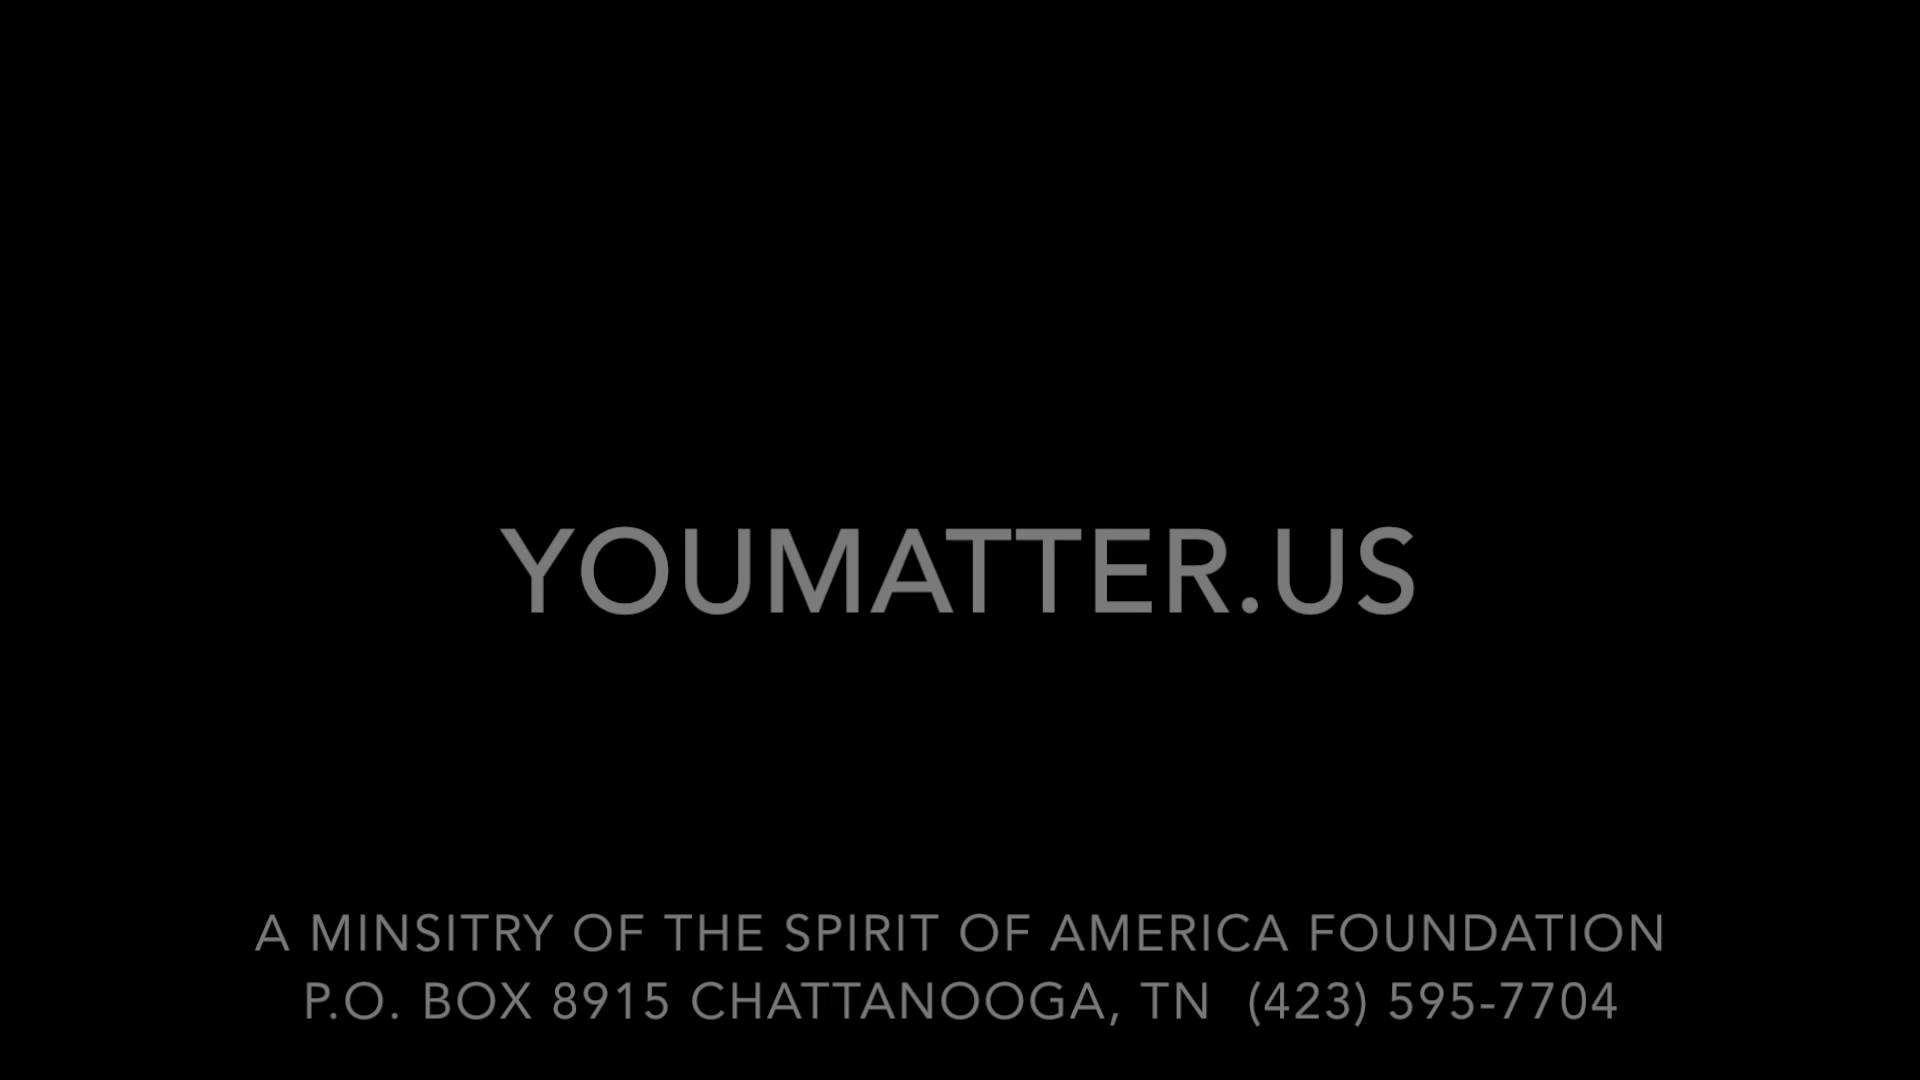 YOUMATTER.US
A MINSITRY OF THE SPIRIT OF AMERICA FOUNDATION
P.O. BOX 8915 CHATTANOOGA, TN  (423) 595-7704